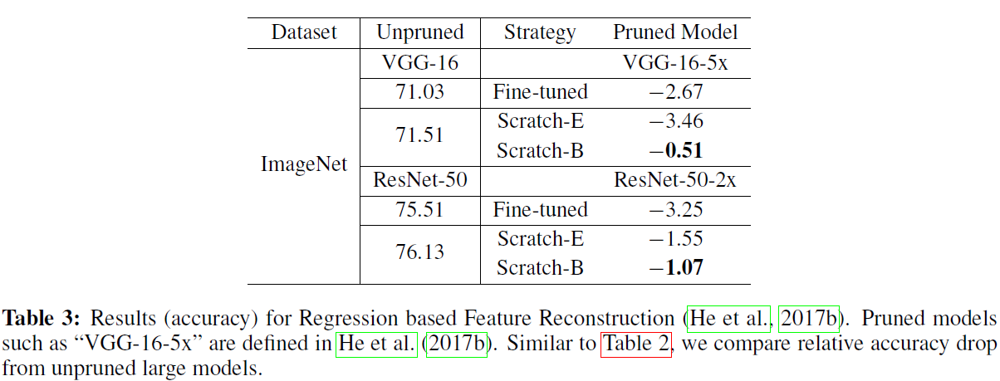 Dataset Unpruned Strategy Pruned Model
VGG-16 VGG-16-5x
71.03 Fine-tuned −2.67
71.51 Scratch-E −3.46
Scratch-B −0.51
ImageNet
ResNet-50 ResNet-50-2x
75.51 Fine-tuned −3.25
76.13 Scratch-E −1.55
Scratch-B −1.07
Table 3: Results (accuracy) for Regression based Feature Reconstruction (He et al., 2017b). Pruned models
such as “VGG-16-5x” are defined in He et al. (2017b). Similar to Table 2, we compare relative accuracy drop
from unpruned large models.